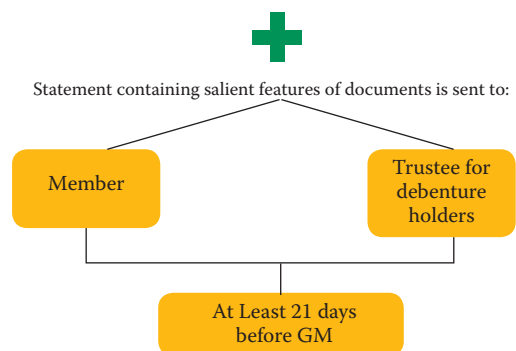 Statement containing salient features of documents is sent to:
Member
Trustee for
debenture
holders
At Least 21 days
before GM